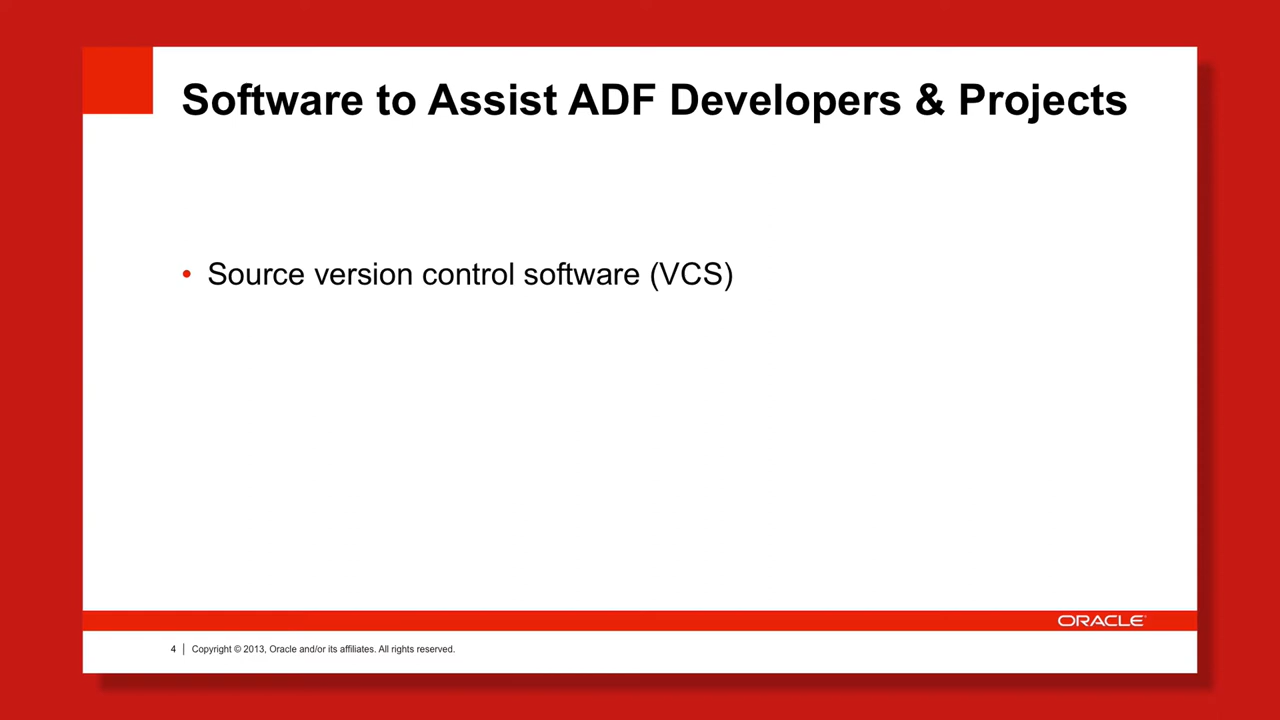 Software to Assist ADF Developers & Projects
• Source version control software (VCS)
ORACLE
4 | Copyright © 2013, Oracle and/or its affiliates. All rights reserved.